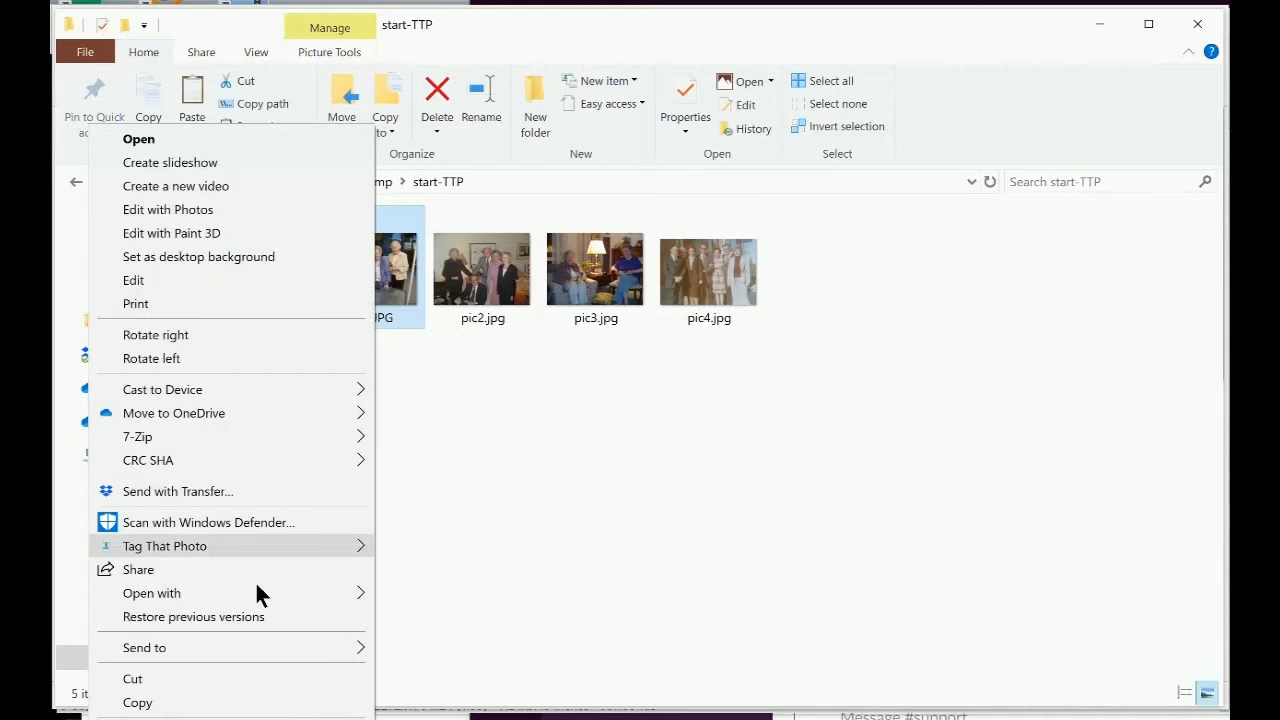 Manage
start-TTP
File
Home
Share
View
Picture Tools
Pin to Quick
Copy
Paste
Cut
Copy path
Move
Copy
to
Delete
Rename
New
folder
New item
Easy access
Properties
Open
Edit
History
Select all
Select none
Invert selection
Organize
New
Open
Select
start-TTP
Search start-TTP
Open
Create slideshow
Create a new video
Edit with Photos
Edit with Paint 3D
Set as desktop background
Edit
Print
Rotate right
Rotate left
Cast to Device
Move to OneDrive
7-Zip
CRC SHA
Send with Transfer...
Scan with Windows Defender...
Tag That Photo
Share
Open with
Restore previous versions
Send to
Cut
Copy
JPG
pic2.jpg
pic3.jpg
pic4.jpg
Message #support